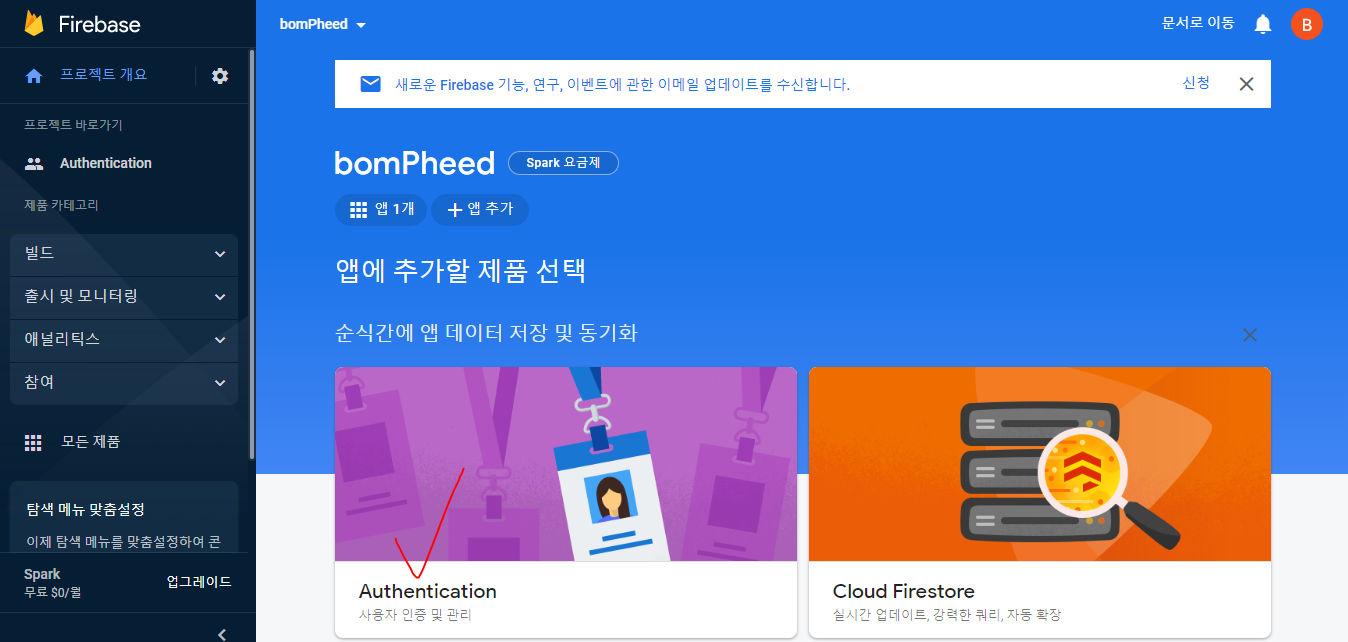 Firebase
bomPheed
문서로 이동
B
프로젝트 개요
새로운 Firebase 기능, 연구, 이벤트에 관한 이메일 업데이트를 수신합니다.
신청
프로젝트 바로가기
Authentication
제품 카테고리
빌드
출시 및 모니터링
애널리틱스
참여
모든 제품
탐색 메뉴 맞춤설정
이제 탐색 메뉴를 맞춤설정하여 콘
Spark
무료 $0/월
업그레이드
bomPheed
Spark 요금제
앱 1개
앱 추가
앱에 추가할 제품 선택
순식간에 앱 데이터 저장 및 동기화
Authentication
사용자 인증 및 관리
Cloud Firestore
실시간 업데이트, 강력한 쿼리, 자동 확장